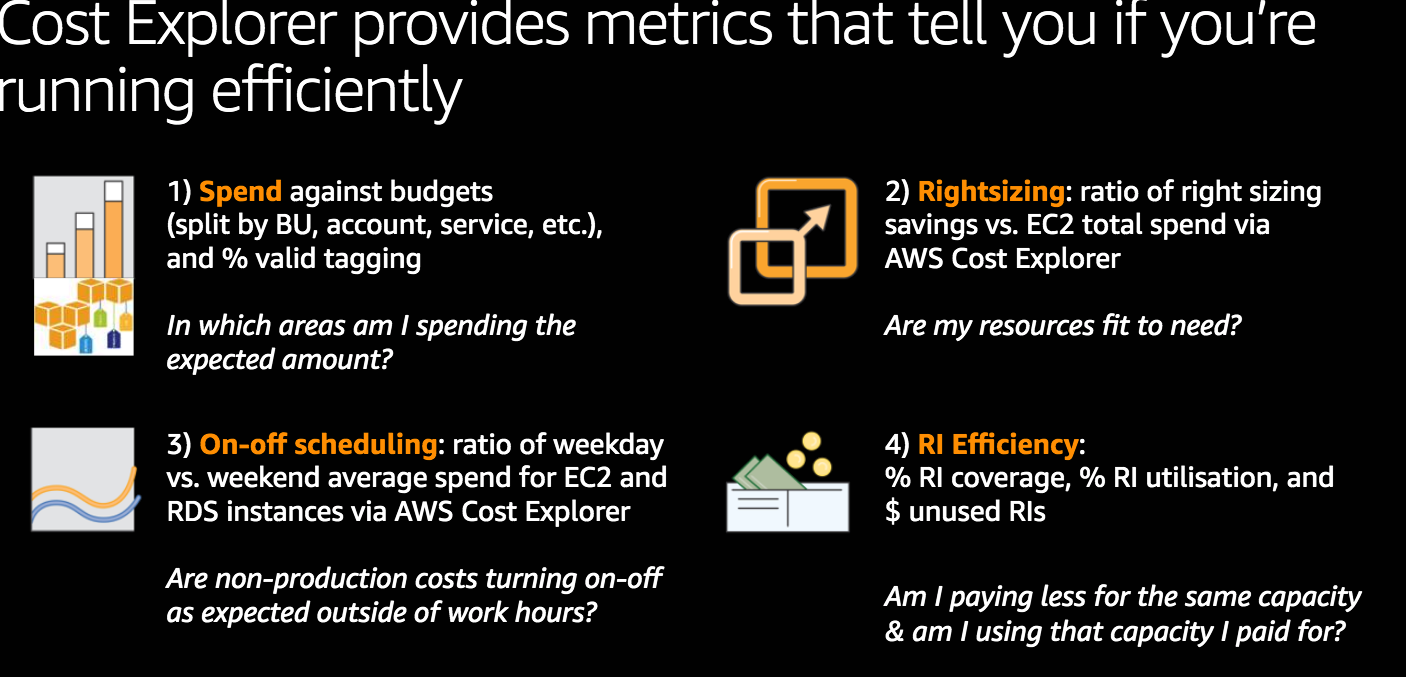 Cost Explorer provides metrics that tell you if you're
running efficiently
1) Spend against budgets
(split by BU, account, service, etc.),
and % valid tagging
In which areas am I spending the
expected amount?
2) Rightsizing: ratio of right sizing
savings vs. EC2 total spend via
AWS Cost Explorer
Are my resources fit to need?
3) On-off scheduling: ratio of weekday
vs. weekend average spend for EC2 and
RDS instances via AWS Cost Explorer
Are non-production costs turning on-off
as expected outside of work hours?
4) RI Efficiency:
% RI coverage, % RI utilisation, and
$ unused RIs
Am I paying less for the same capacity
& am I using that capacity I paid for?